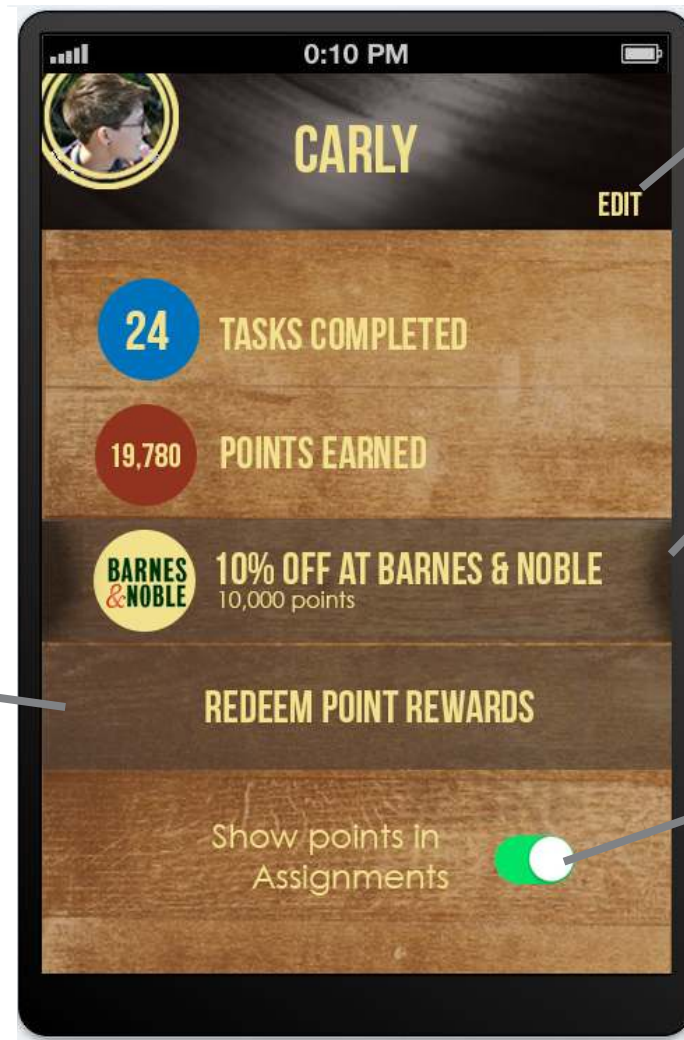 0:10 PM
CARLY
EDIT
24 TASKS COMPLETED
19,780 POINTS EARNED
BARNES
&NOBLE
10% OFF AT BARNES & NOBLE
10,000 points
REDEEM POINT REWARDS
Show points in
Assignments